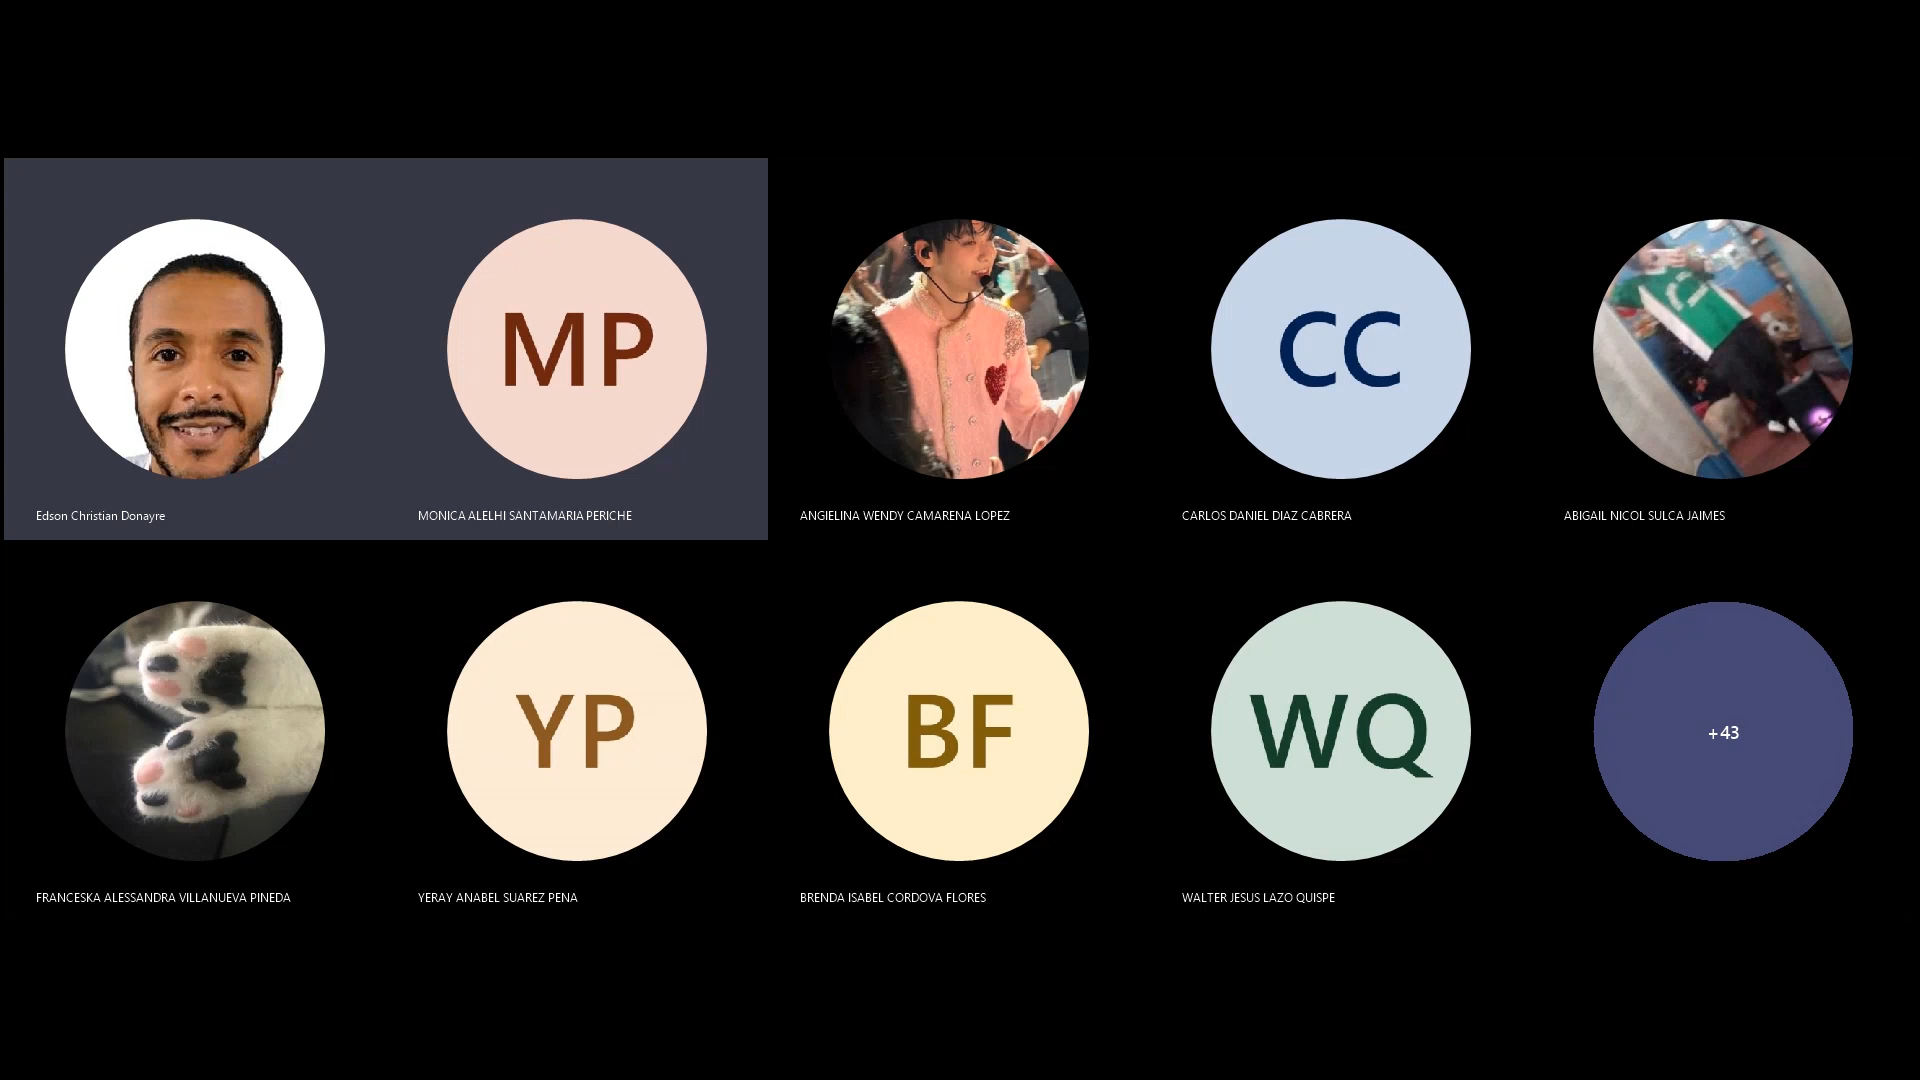 MP
CC
Edson Christian Donayre
MONICA ALELHI SANTAMARIA PERICHE
ANGIELINA WENDY CAMARENA LOPEZ
CARLOS DANIEL DIAZ CABRERA
ABIGAIL NICOL SULCA JAIMES
YP
BF
WQ
+43
FRANCESKA ALESSANDRA VILLANUEVA PINEDA
YERAY ANABEL SUAREZ PENA
BRENDA ISABEL CORDOVA FLORES
WALTER JESUS LAZO QUISPE